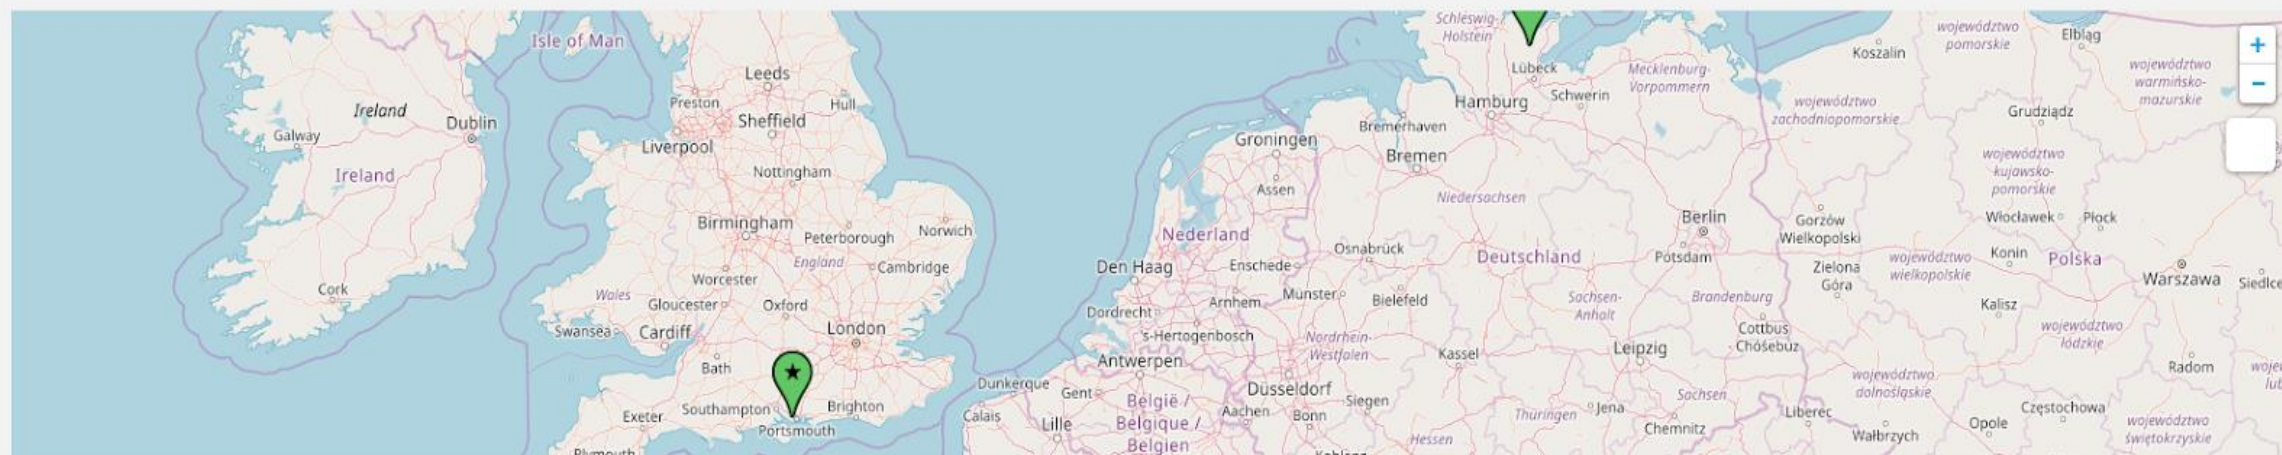 Schleswig-
Holstein
Isle of Man
województwo
pomorskie
Elbląg
Koszalin
+
Leeds
Lübeck
Mecklenburg-
Vorpommern
województwo
warmińsko-
mazurskie
−
Preston
Hull
Hamburg
Schwerin
województwo
zachodniopomorskie
Grudziądz
Ireland
Dublin
Sheffield
Galway
Bremerhaven
Groningen
Liverpool
Bremen
województwo
kujawsko-
pomorskie
Ireland
Nottingham
Assen
Niedersachsen
Birmingham
Peterborough
Norwich
Nederland
Berlin
Gorzów
Wielkopolski
Włocławek
Płock
Osnabrück
Deutschland
Potsdam
Konin
Polska
England
Cambridge
Den Haag
Enschede
Zielona
Góra
województwo
wielkopolskie
Warszawa
Siedlce
Worcester
Cork
Wales
Gloucester
Oxford
Arnhem
Münster
Bielefeld
Sachsen-
Anhalt
Brandenburg
Kalisz
Dordrecht
Swansea
Cardiff
London
's-Hertogenbosch
Nordrhein-
Westfalen
Cottbus
Chóśebuz
województwo
łódzkie
Bath
Antwerpen
Kassel
Leipzig
Radom
Dunkerque
Gent
Düsseldorf
województwo
dolnośląskie
Exeter
Southampton
Brighton
Calais
België /
Belgique /
Belgien
Aachen
Bonn
Siegen
Thüringen
Jena
Sachsen
Liberec
Częstochowa
Portsmouth
Lille
Hessen
Chemnitz
Wałbrzych
Opole
województwo
świętokrzyskie
Plymouth